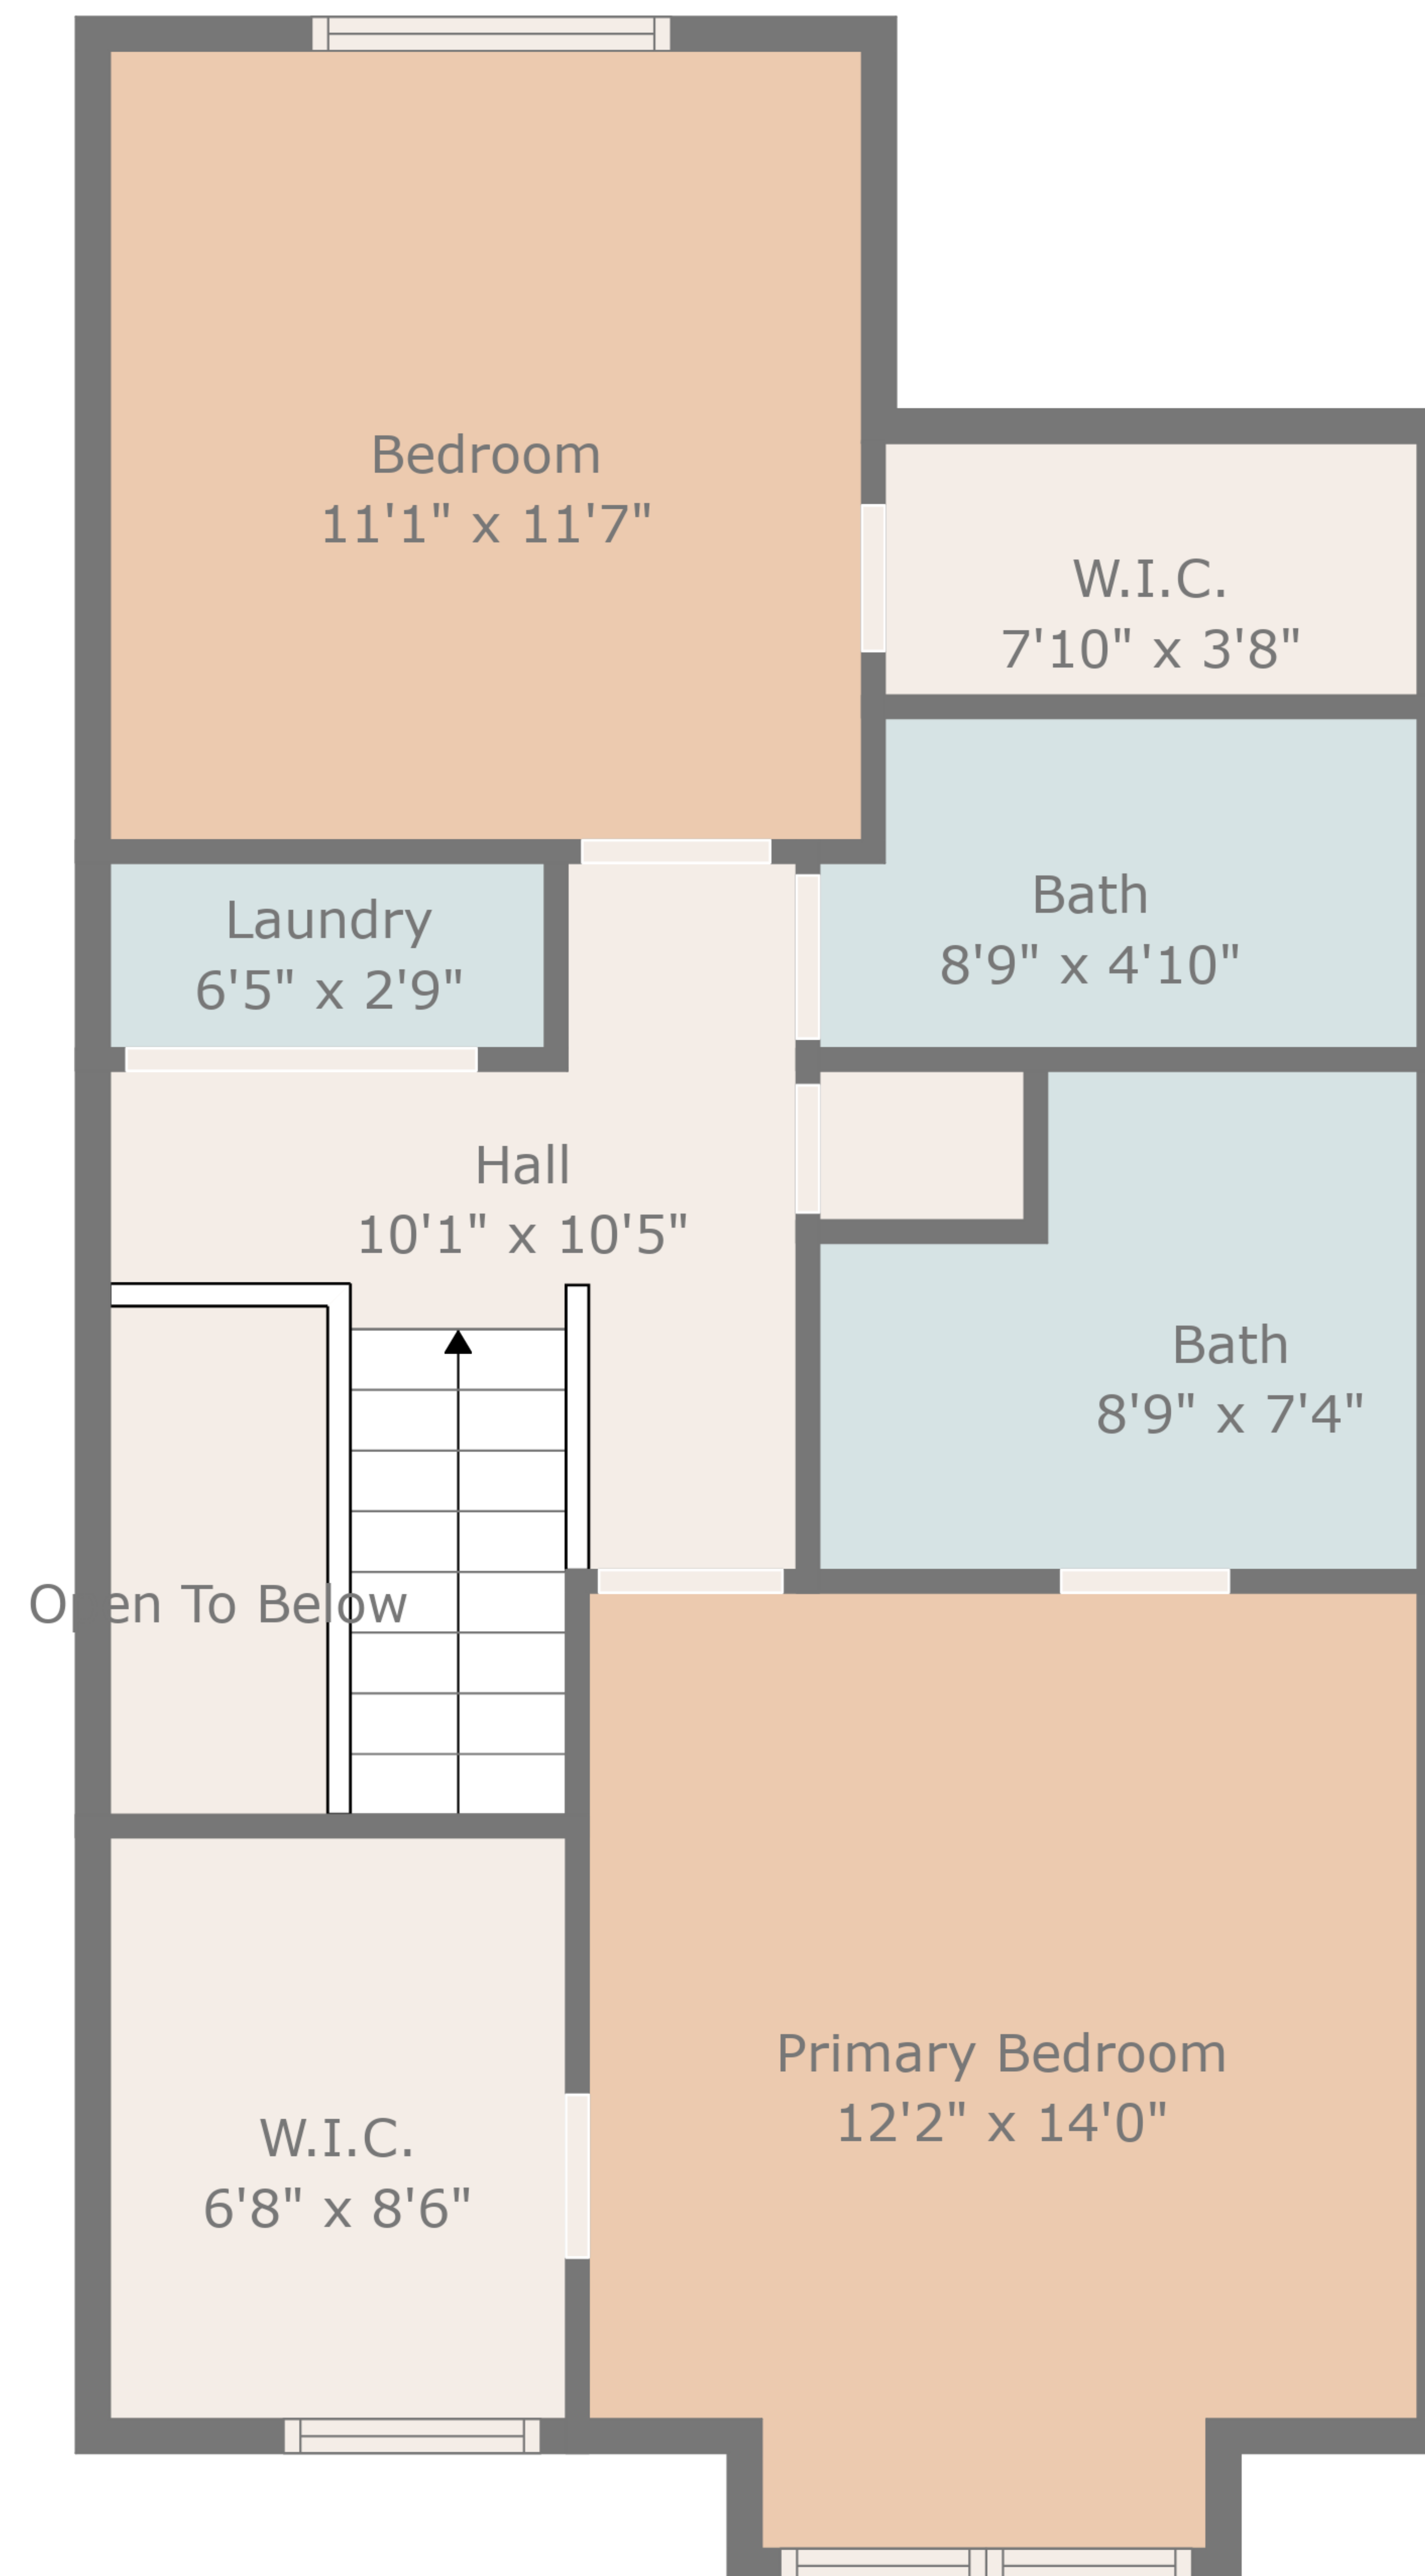 Bedroom
11'1" x 11'7"
W.I.C.
7'10" x 3'8"
Laundry
6'5" x 2'9"
Bath
8'9" x 4'10"
Hall
10'1" x 10'5"
Bath
8'9" x 7'4"
Open To Below
Primary Bedroom
12'2" x 14'0"
W.I.C.
6'8" x 8'6"